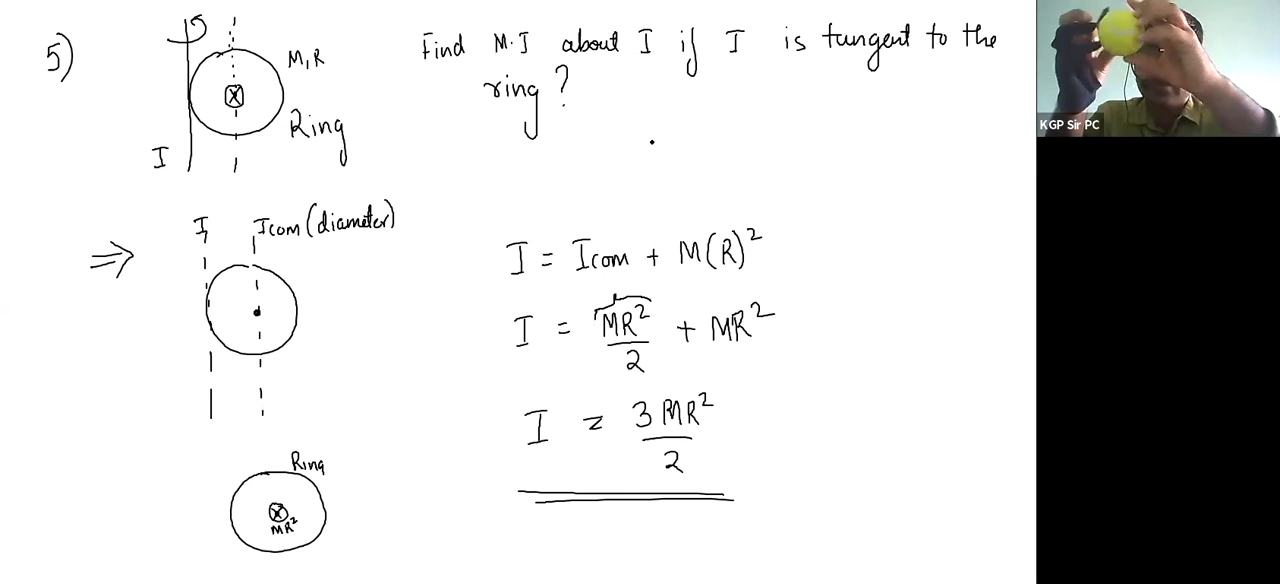 5)
M,R
Ring
I
Find M.I about I if I is tangent to the
ring ?
KGP Sir PC
I
Icom (diameter)
⇒
I = Icom + M(R)²
I = MR²/2 + MR²
I = 3MR²/2
Ring
MR²